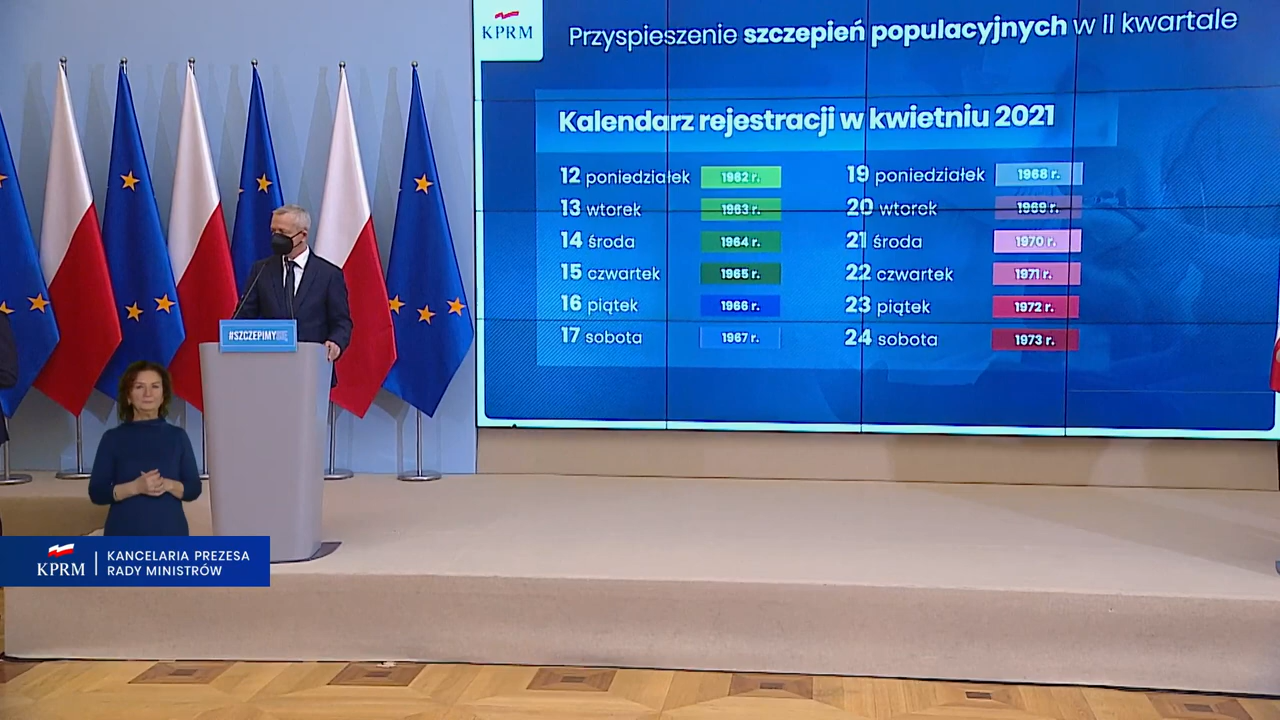 KPRM
Przyspieszenie szczepień populacyjnych w II kwartale
Kalendarz rejestracji w kwietniu 2021
12 poniedziałek 1962 r.
13 wtorek 1963 r.
14 środa 1964 r.
15 czwartek 1965 r.
16 piątek 1966 r.
17 sobota 1967 r.
19 poniedziałek 1968 r.
20 wtorek 1969 r.
21 środa 1970 r.
22 czwartek 1971 r.
23 piątek 1972 r.
24 sobota 1973 r.
#SZCZEPIMYSIĘ
KPRM
KANCELARIA PREZESA
RADY MINISTRÓW